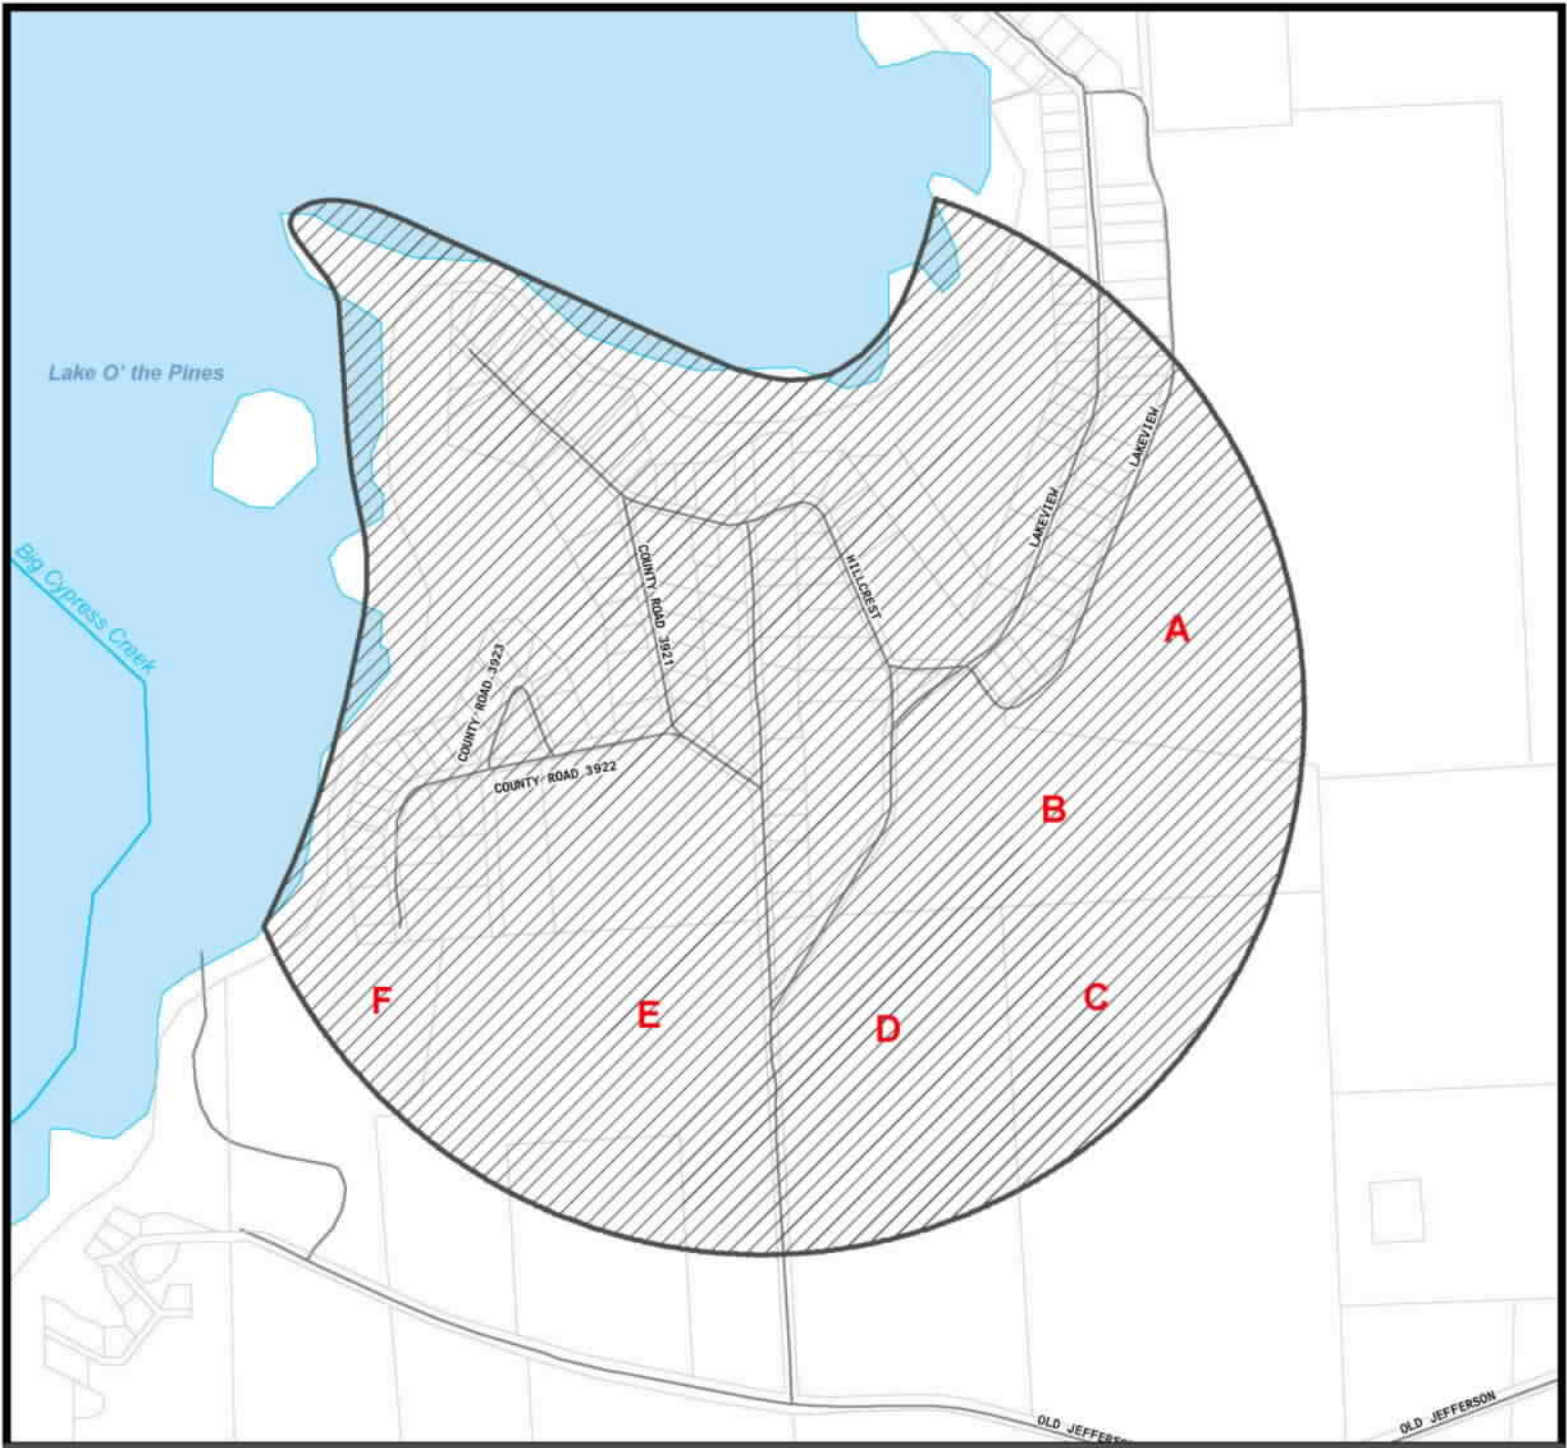 Lake O' the Pines
LAKEVIEW
LAKEVIEW
Big Cypress Creek
COUNTY ROAD 3921
HILLCREST
A
COUNTY ROAD 3923
COUNTY ROAD 3922
B
F
E
D
C
OLD JEFFERSON
OLD